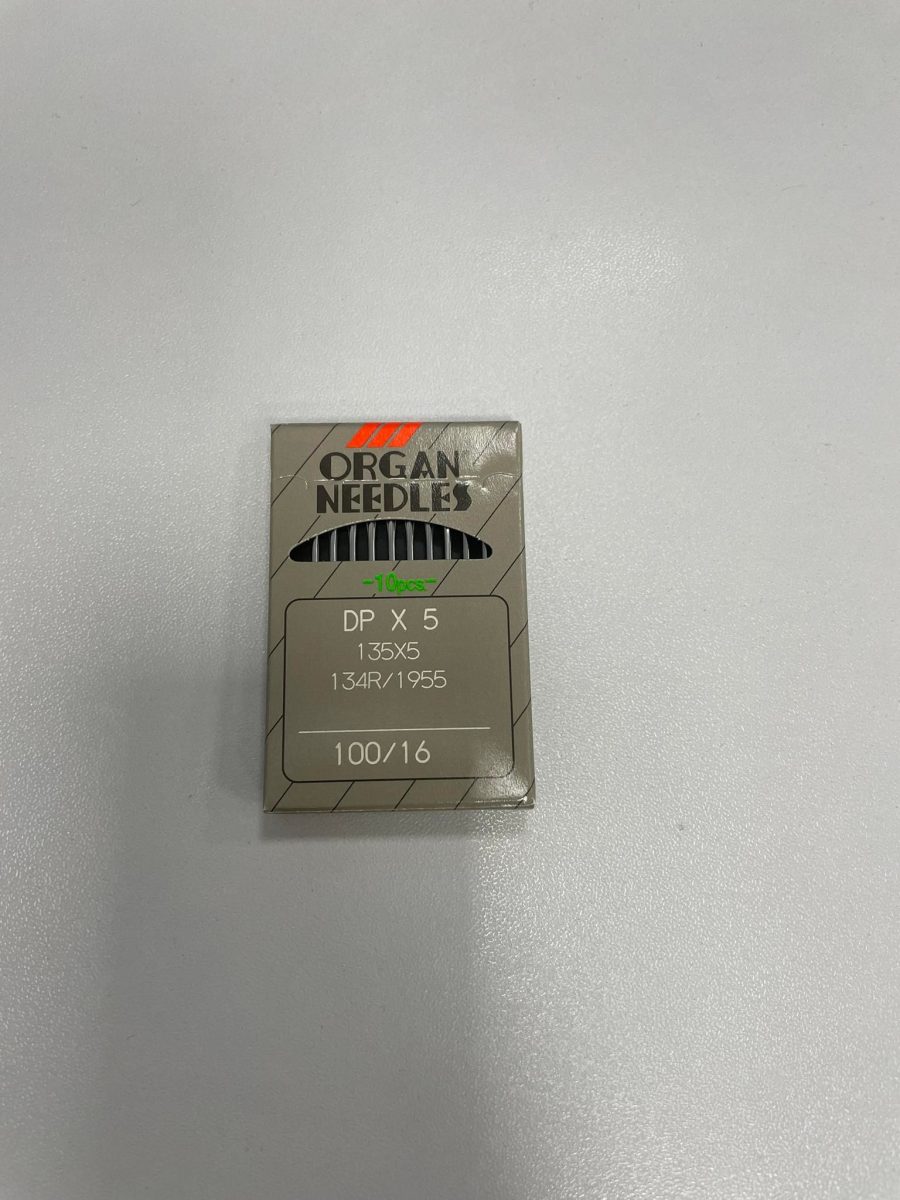 ORGAN
NEEDLES
-10pcs.-
DP X 5
135X5
134R/1955
100/16